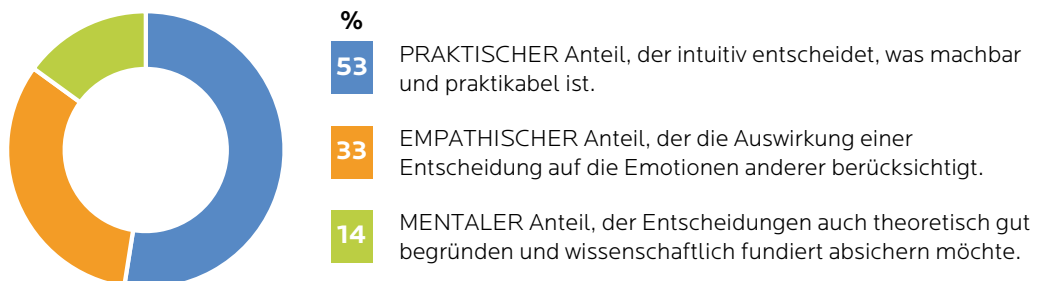 %
53
PRAKTISCHER Anteil, der intuitiv entscheidet, was machbar
und praktikabel ist.
33
EMPATHISCHER Anteil, der die Auswirkung einer
Entscheidung auf die Emotionen anderer berücksichtigt.
14
MENTALER Anteil, der Entscheidungen auch theoretisch gut
begründen und wissenschaftlich fundiert absichern möchte.